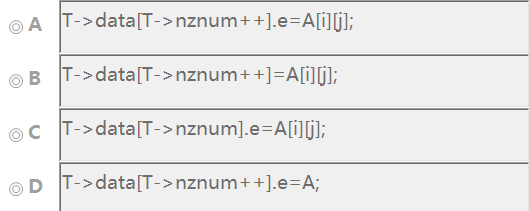 A T->data[T->nznum++].e=A[i][j];
B T->data[T->nznum++]=A[i][j];
C T->data[T->nznum].e=A[i][j];
D T->data[T->nznum++].e=A;